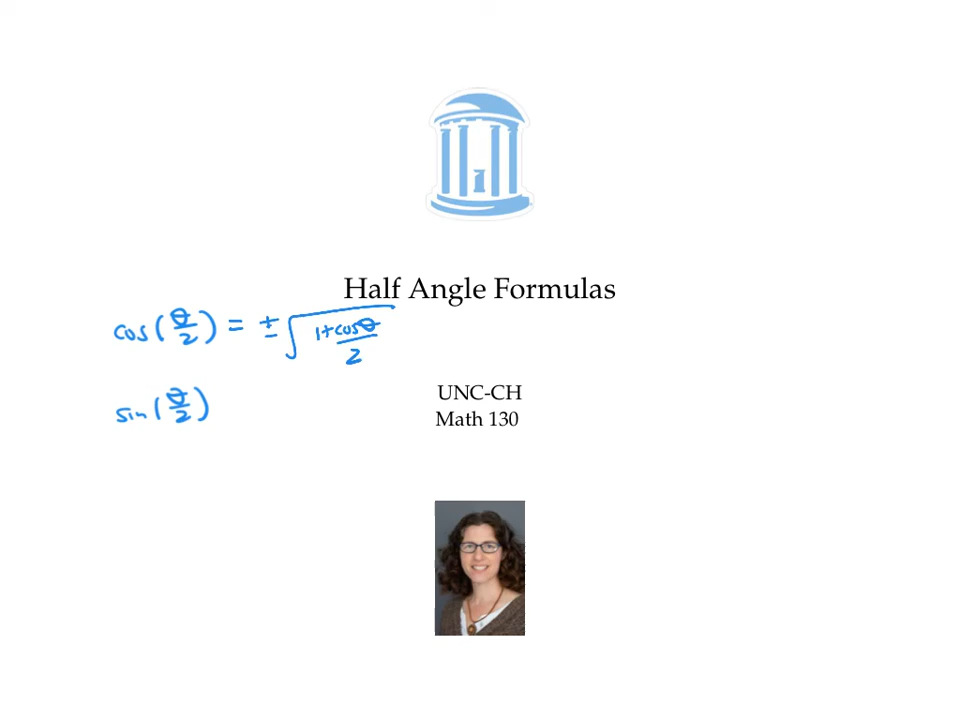 Half Angle Formulas
cos(θ/2) = ±√((1+cosθ)/2)
UNC-CH
sin(θ/2)
Math 130